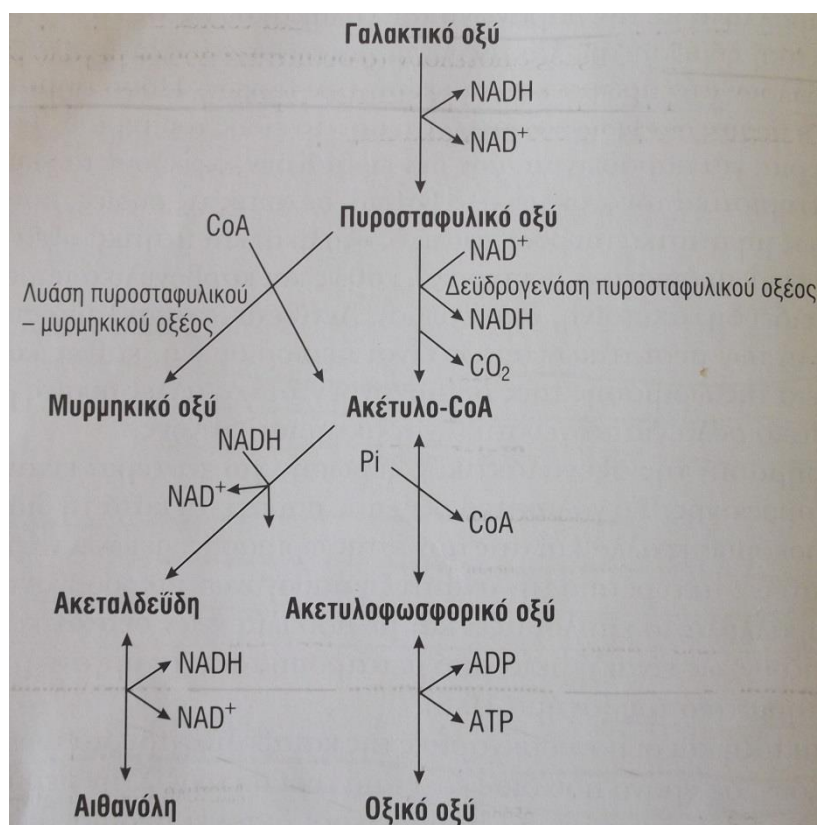 Γαλακτικό οξύ
NADH
NAD⁺
Πυροσταφυλικό οξύ
CoA
NAD⁺
Λυάση πυροσταφυλικού
– μυρμηκικού οξέος
Δεϋδρογενάση πυροσταφυλικού οξέος
NADH
CO₂
Μυρμηκικό οξύ
Ακέτυλο-CoA
NADH
NAD⁺
Pi
CoA
Ακεταλδεΰδη
Ακετυλοφωσφορικό οξύ
NADH
NAD⁺
ADP
ATP
Αιθανόλη
Οξικό οξύ